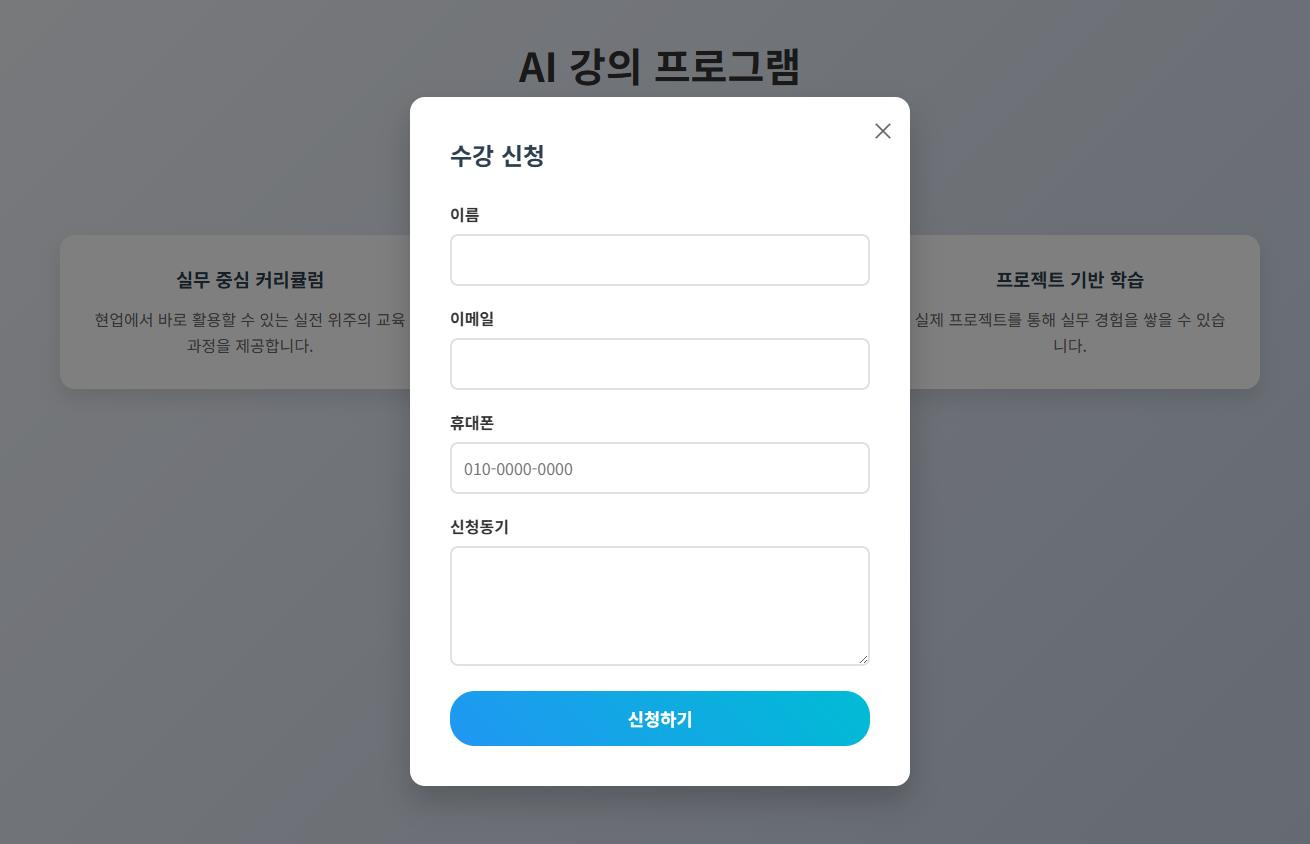 AI 강의 프로그램
수강 신청
이름
이메일
휴대폰
010-0000-0000
신청동기
신청하기
실무 중심 커리큘럼
현업에서 바로 활용할 수 있는 실전 위주의 교육
과정을 제공합니다.
프로젝트 기반 학습
실제 프로젝트를 통해 실무 경험을 쌓을 수 있습
니다.